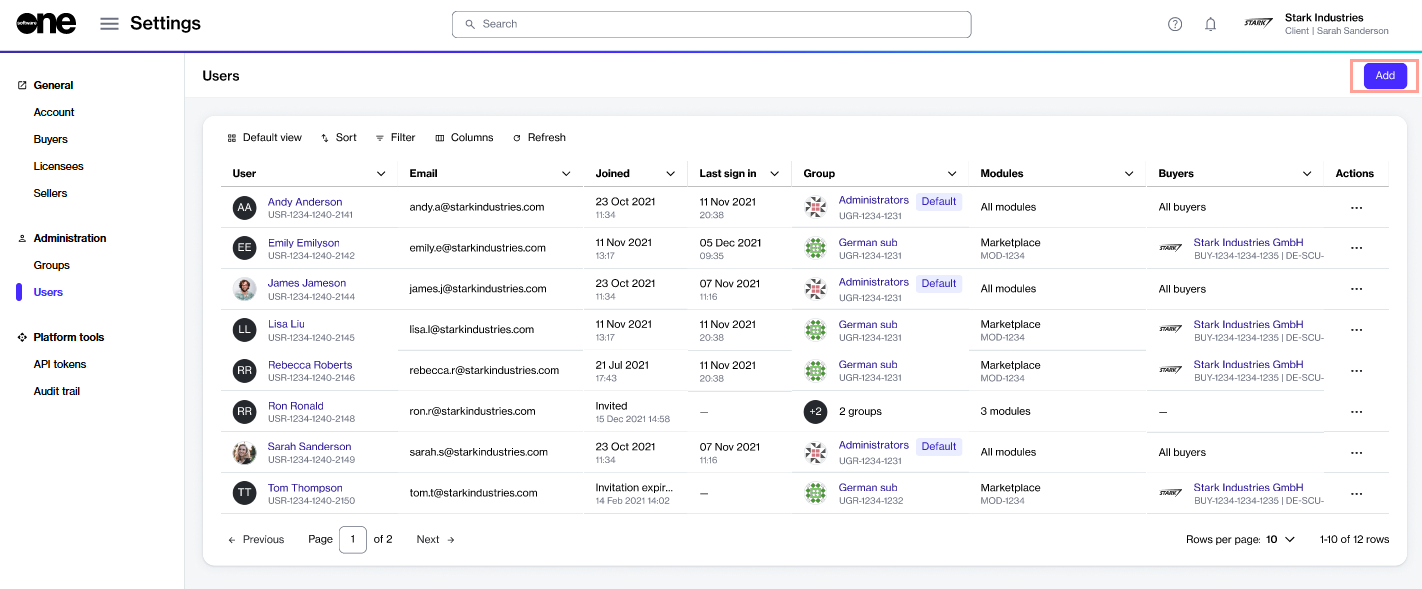 software one
Settings
Search
Stark Industries
Client | Sarah Sanderson
STARK
General
Account
Buyers
Licensees
Sellers
Administration
Groups
Users
Platform tools
API tokens
Audit trail
Users
Add
Default view Sort Filter Columns Refresh
User Email Joined Last sign in Group Modules Buyers Actions
AA Andy Anderson andy.a@starkindustries.com 23 Oct 2021 11 Nov 2021 Administrators Default All modules All buyers
USR-1234-1240-2141 11:34 20:38 UGR-1234-1231
EE Emily Emilyson emily.e@starkindustries.com 11 Nov 2021 05 Dec 2021 German sub Marketplace STARK Stark Industries GmbH
USR-1234-1240-2142 13:17 09:35 UGR-1234-1231 MOD-1234 BUY-1234-1234-1235 | DE-SCU-
James Jameson james.j@starkindustries.com 23 Oct 2021 07 Nov 2021 Administrators Default All modules All buyers
USR-1234-1240-2144 11:34 11:16 UGR-1234-1231
LL Lisa Liu lisa.l@starkindustries.com 11 Nov 2021 11 Nov 2021 German sub Marketplace STARK Stark Industries GmbH
USR-1234-1240-2145 13:17 20:38 UGR-1234-1231 MOD-1234 BUY-1234-1234-1235 | DE-SCU-
RR Rebecca Roberts rebecca.r@starkindustries.com 21 Jul 2021 11 Nov 2021 German sub Marketplace STARK Stark Industries GmbH
USR-1234-1240-2146 17:43 20:38 UGR-1234-1231 MOD-1234 BUY-1234-1234-1235 | DE-SCU-
RR Ron Ronald ron.r@starkindustries.com Invited — +2 2 groups 3 modules —
USR-1234-1240-2148 15 Dec 2021 14:58
Sarah Sanderson sarah.s@starkindustries.com 23 Oct 2021 07 Nov 2021 Administrators Default All modules All buyers
USR-1234-1240-2149 11:34 11:16 UGR-1234-1231
TT Tom Thompson tom.t@starkindustries.com Invitation expir... — German sub Marketplace STARK Stark Industries GmbH
USR-1234-1240-2150 14 Feb 2021 14:02 UGR-1234-1232 MOD-1234 BUY-1234-1234-1235 | DE-SCU-
← Previous Page 1 of 2 Next → Rows per page: 10 1-10 of 12 rows